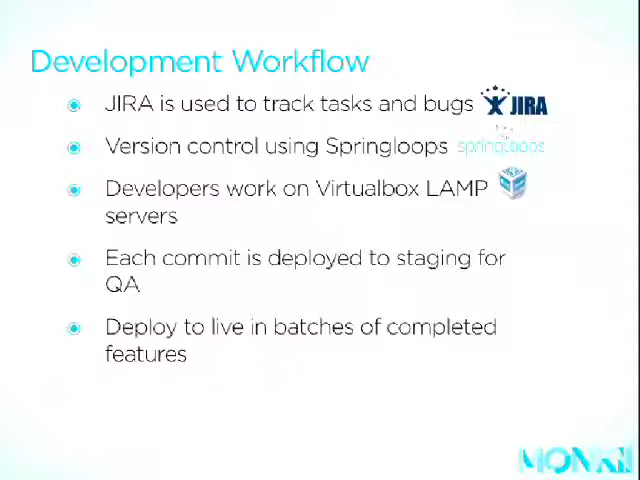 Development Workflow
JIRA is used to track tasks and bugs JIRA
Version control using Springloops springloops
Developers work on Virtualbox LAMP
servers
Each commit is deployed to staging for
QA
Deploy to live in batches of completed
features